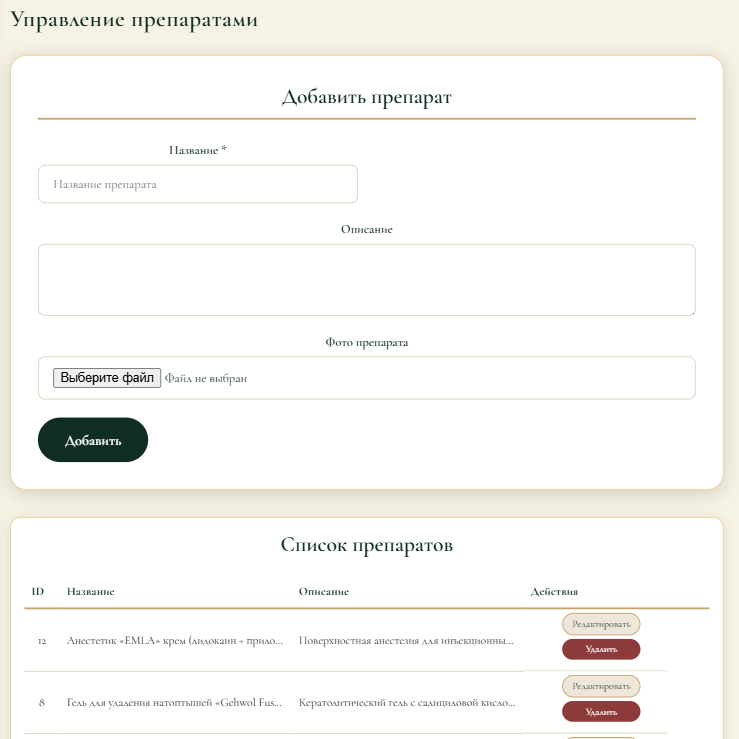 Управление препаратами
Добавить препарат
Название *
Название препарата
Описание
Фото препарата
Выберите файл Файл не выбран
Добавить
Список препаратов
ID Название Описание Действия
12 Анестетик «EMLA» крем (лидокаин + прило... Поверхностная анестезия для инъекционны... Редактировать
Удалить
8 Гель для удаления натоптышей «Gehwol Fus... Кератолитический гель с салициловой кисло... Редактировать
Удалить